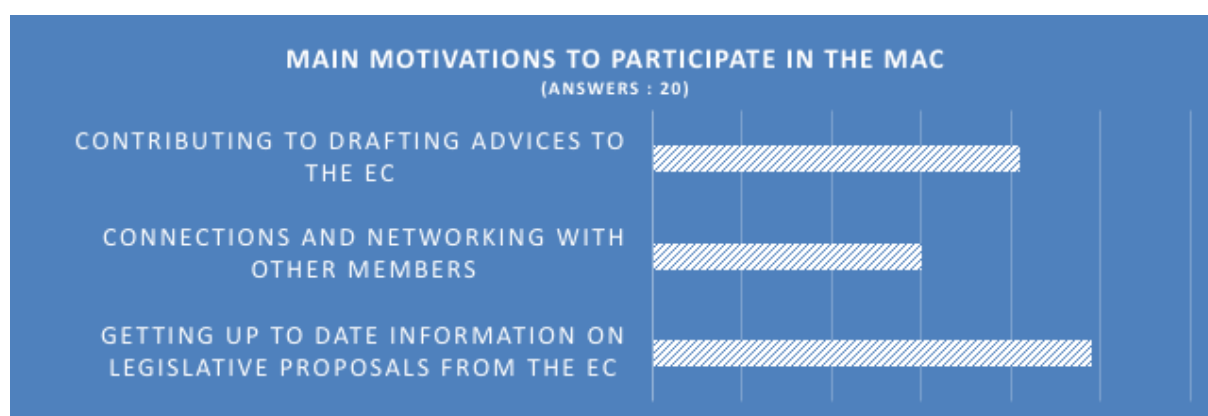 MAIN MOTIVATIONS TO PARTICIPATE IN THE MAC
(ANSWERS : 20)
CONTRIBUTING TO DRAFTING ADVICES TO
THE EC
CONNECTIONS AND NETWORKING WITH
OTHER MEMBERS
GETTING UP TO DATE INFORMATION ON
LEGISLATIVE PROPOSALS FROM THE EC